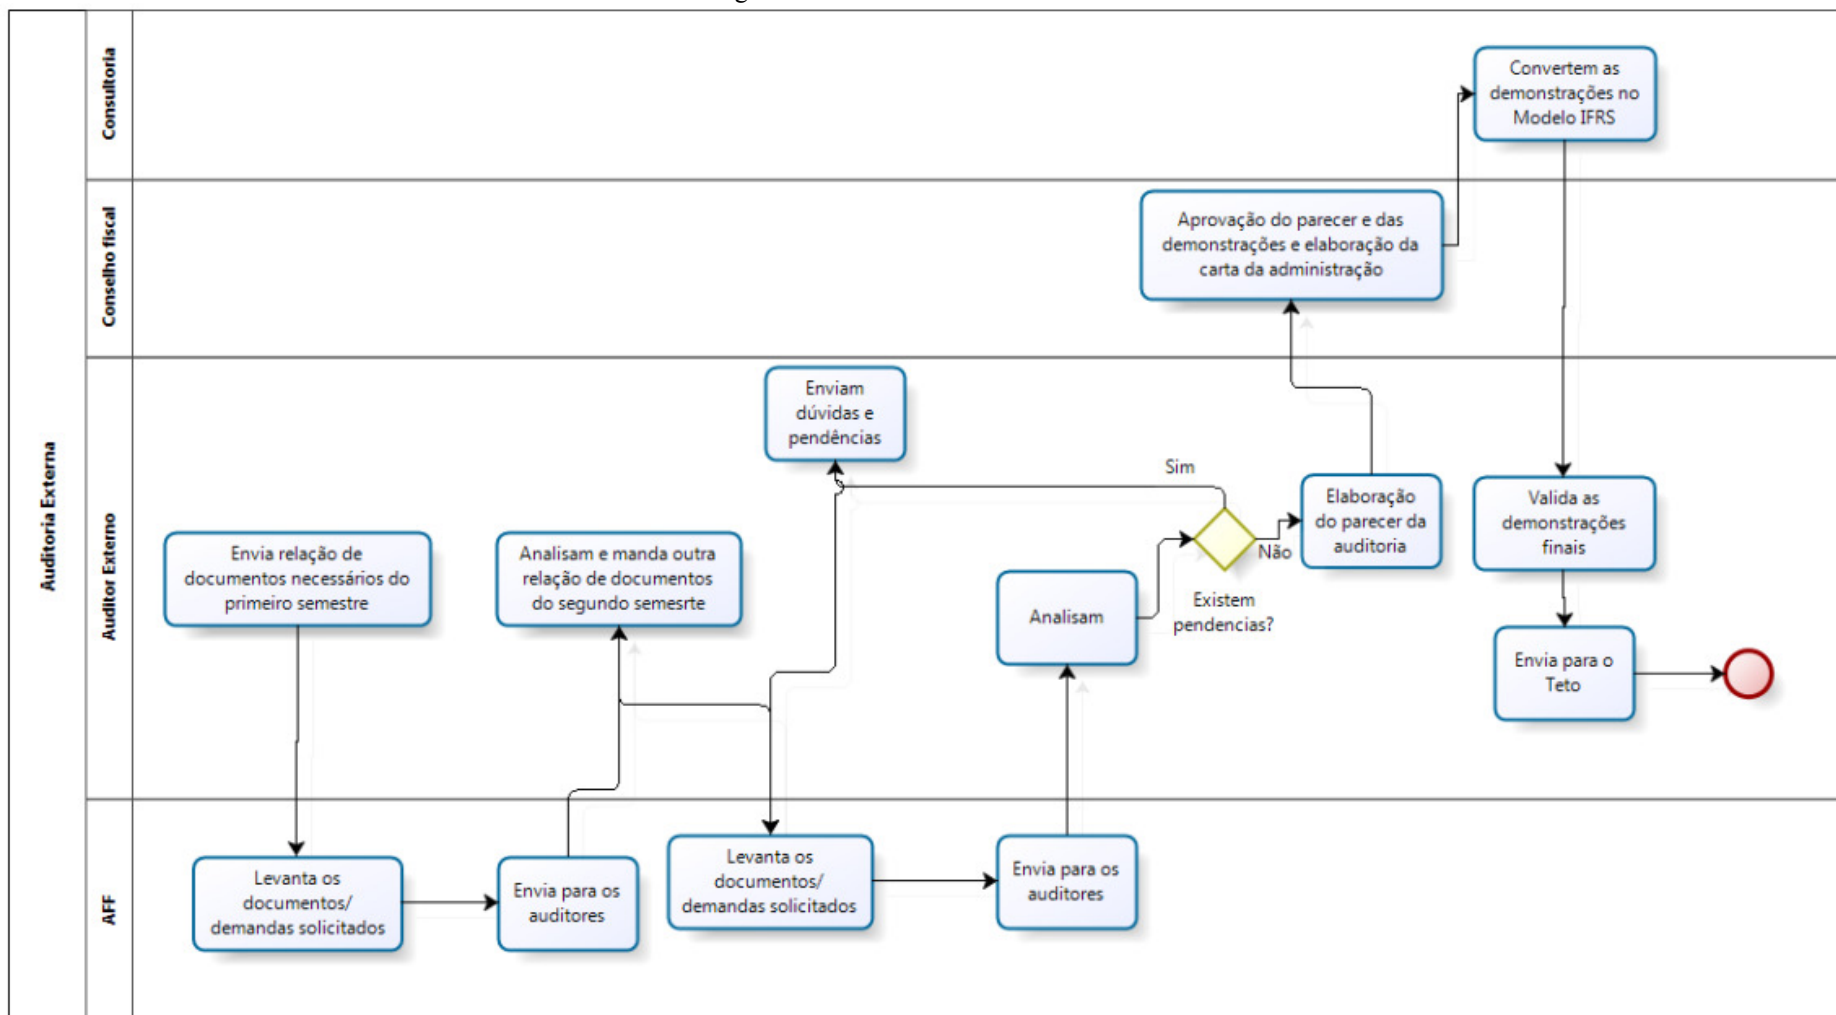 Auditoria Externa
Consultoria
Convertem as
demonstrações no
Modelo IFRS
Conselho fiscal
Aprovação do parecer e das
demonstrações e elaboração da
carta da administração
Auditor Externo
Enviam
dúvidas e
pendências
Sim
Envia relação de
documentos necessários do
primeiro semestre
Analisam e manda outra
relação de documentos
do segundo semesrte
Analisam
Existem
pendencias?
Não
Elaboração
do parecer da
auditoria
Valida as
demonstrações
finais
Envia para o
Teto
AFF
Levanta os
documentos/
demandas solicitados
Envia para os
auditores
Levanta os
documentos/
demandas solicitados
Envia para os
auditores